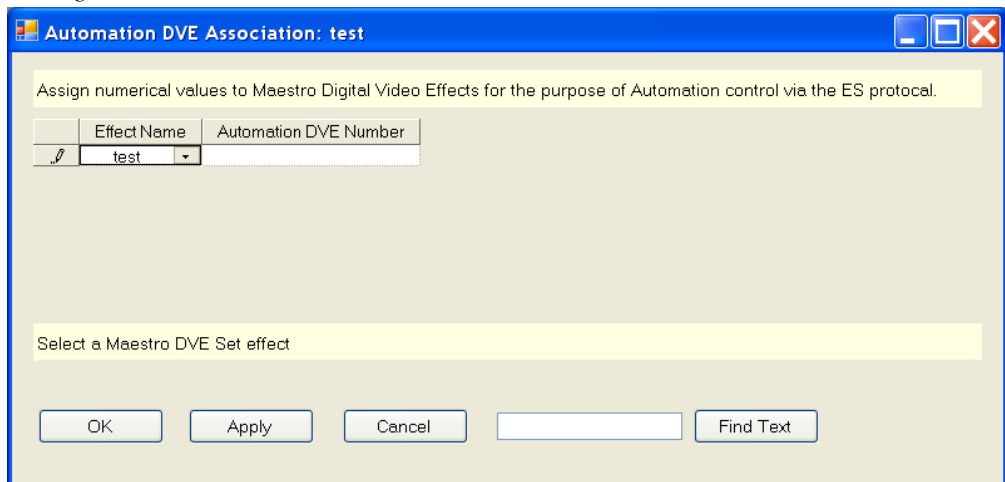 Automation DVE Association: test
Assign numerical values to Maestro Digital Video Effects for the purpose of Automation control via the ES protocal.
Effect Name Automation DVE Number
test
Select a Maestro DVE Set effect
OK Apply Cancel Find Text